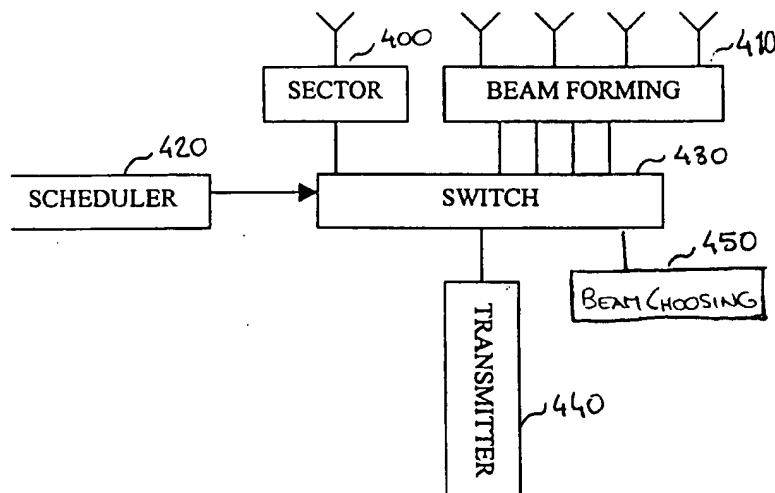 400
410
SECTOR
BEAM FORMING
420
430
SCHEDULER
SWITCH
450
BEAM CHOOSING
TRANSMITTER
440